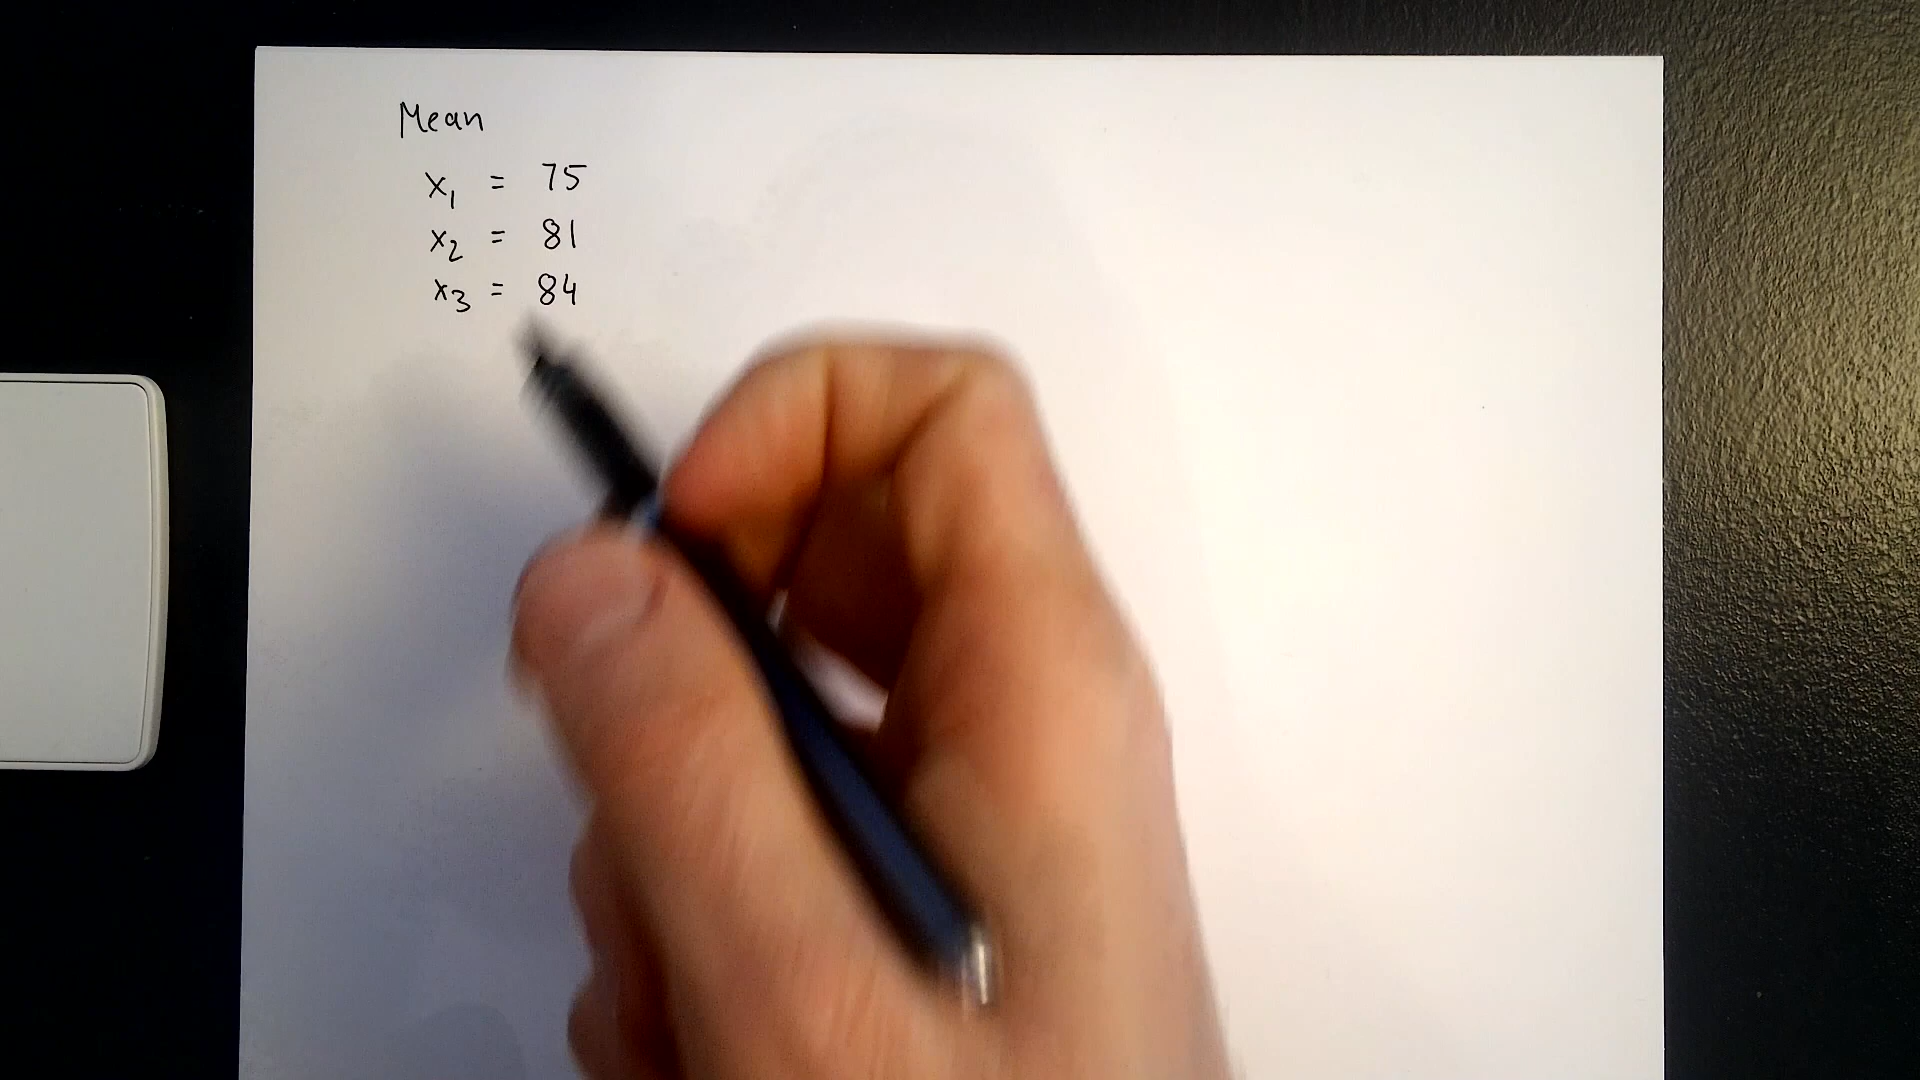 Mean
x₁ = 75
x₂ = 81
x₃ = 84